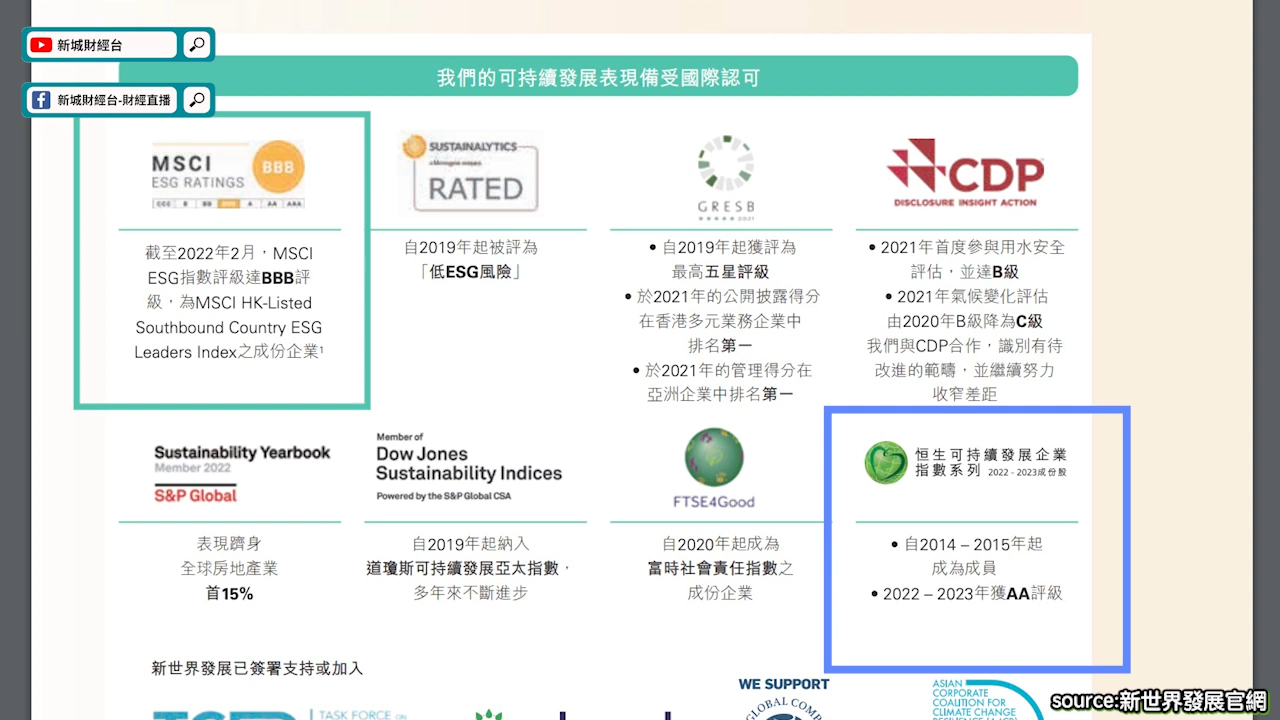 新城財經台
新城財經台-財經直播
我們的可持續發展表現備受國際認可
MSCI
ESG RATINGS
BBB
CCC B BB BBB A AA AAA
截至2022年2月，MSCI
ESG指數評級達BBB評
級，為MSCI HK-Listed
Southbound Country ESG
Leaders Index之成份企業¹
SUSTAINALYTICS
RATED
自2019年起被評為
「低ESG風險」
GRESB
★★★★★ 2021
• 自2019年起獲評為
最高五星評級
• 於2021年的公開披露得分
在香港多元業務企業中
排名第一
• 於2021年的管理得分在
亞洲企業中排名第一
CDP
DISCLOSURE INSIGHT ACTION
• 2021年首度參與用水安全
評估，並達B級
• 2021年氣候變化評估
由2020年B級降為C級
我們與CDP合作，識別有待
改進的範疇，並繼續努力
收窄差距
Sustainability Yearbook
Member 2022
S&P Global
表現躋身
全球房地產業
首15%
Member of
Dow Jones
Sustainability Indices
Powered by the S&P Global CSA
自2019年起納入
道瓊斯可持續發展亞太指數，
多年來不斷進步
FTSE4Good
自2020年起成為
富時社會責任指數之
成份企業
恒生可持續發展企業
指數系列 2022 - 2023成份股
• 自2014 – 2015年起
成為成員
• 2022 – 2023年獲AA評級
新世界發展已簽署支持或加入
TASK FORCE ON
WE SUPPORT
GLOBAL COMP
ASIAN
CORPORATE
COALITION FOR
CLIMATE CHANGE
source:新世界發展官網